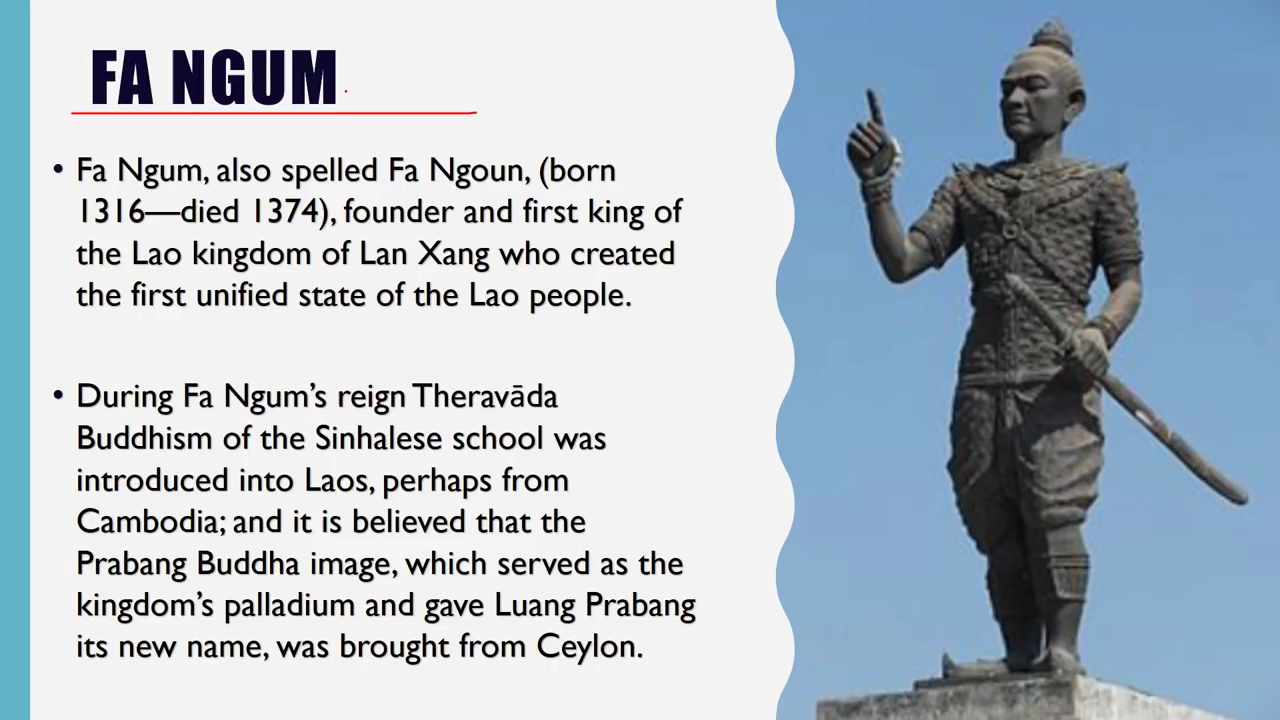 FA NGUM
• Fa Ngum, also spelled Fa Ngoun, (born
1316—died 1374), founder and first king of
the Lao kingdom of Lan Xang who created
the first unified state of the Lao people.
• During Fa Ngum’s reign Theravāda
Buddhism of the Sinhalese school was
introduced into Laos, perhaps from
Cambodia; and it is believed that the
Prabang Buddha image, which served as the
kingdom’s palladium and gave Luang Prabang
its new name, was brought from Ceylon.